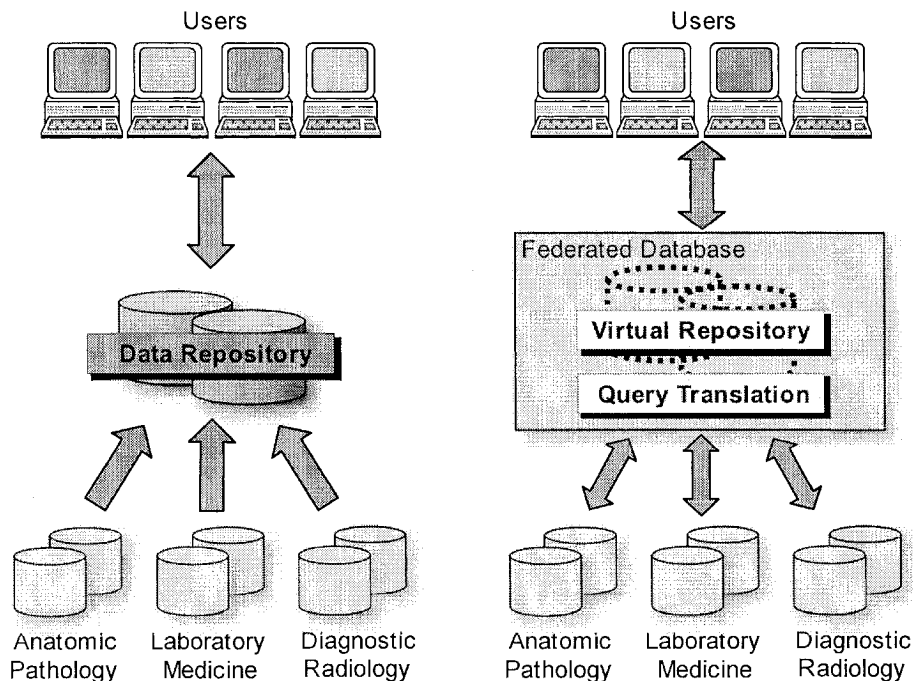 Users
Data Repository
Anatomic
Pathology
Laboratory
Medicine
Diagnostic
Radiology
Users
Federated Database
Virtual Repository
Query Translation
Anatomic
Pathology
Laboratory
Medicine
Diagnostic
Radiology